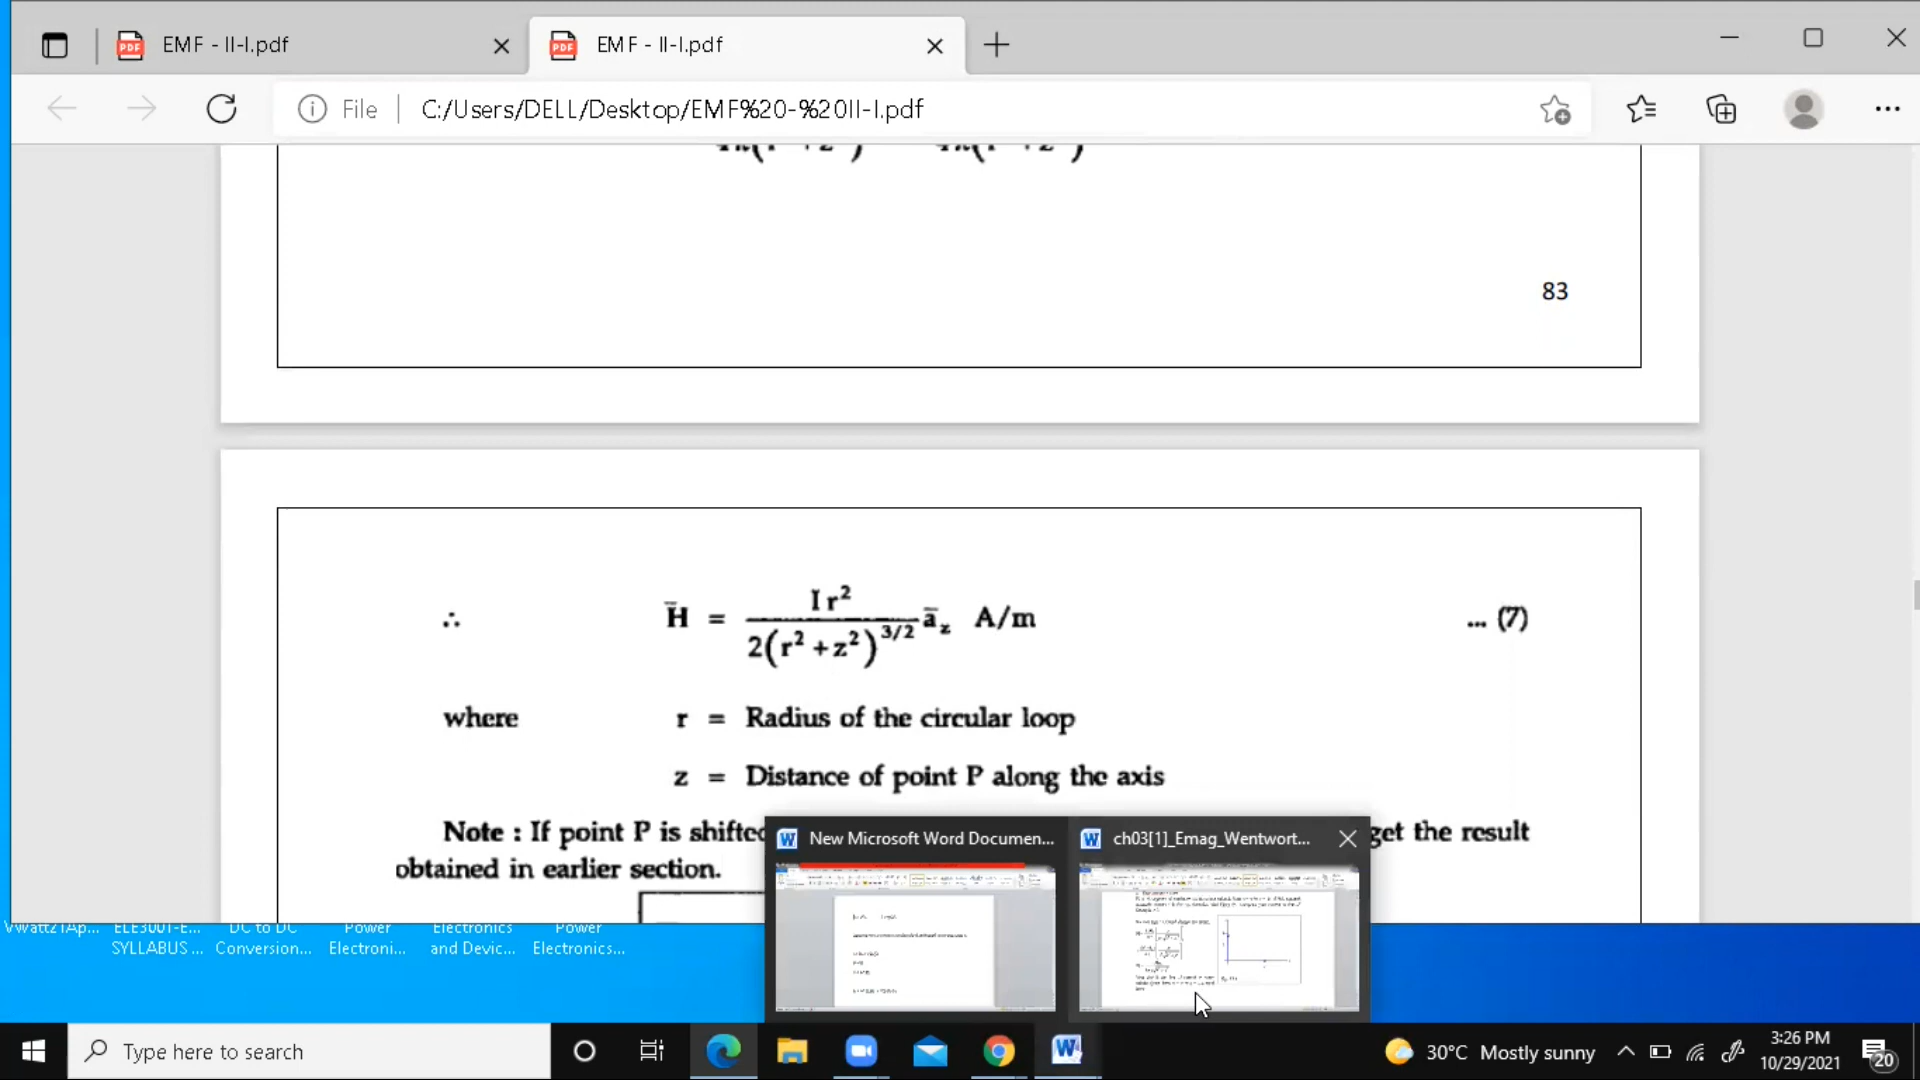 EMF - II-I.pdf
EMF - II-I.pdf
File
C:/Users/DELL/Desktop/EMF%20-%20II-I.pdf
83
∴ H̄ = I r² / 2(r² + z²)^3/2 ā_z A/m ... (7)
where r = Radius of the circular loop
z = Distance of point P along the axis
Note : If point P is shifted get the result
obtained in earlier section.
New Microsoft Word Documen...
ch03[1]_Emag_Wentwort...
Vwatt21Ap...
ELE3001-E... SYLLABUS ...
DC to DC Conversion...
Power Electroni...
Electronics and Devic...
Power Electronics...
Type here to search
30°C Mostly sunny
3:26 PM
10/29/2021
20